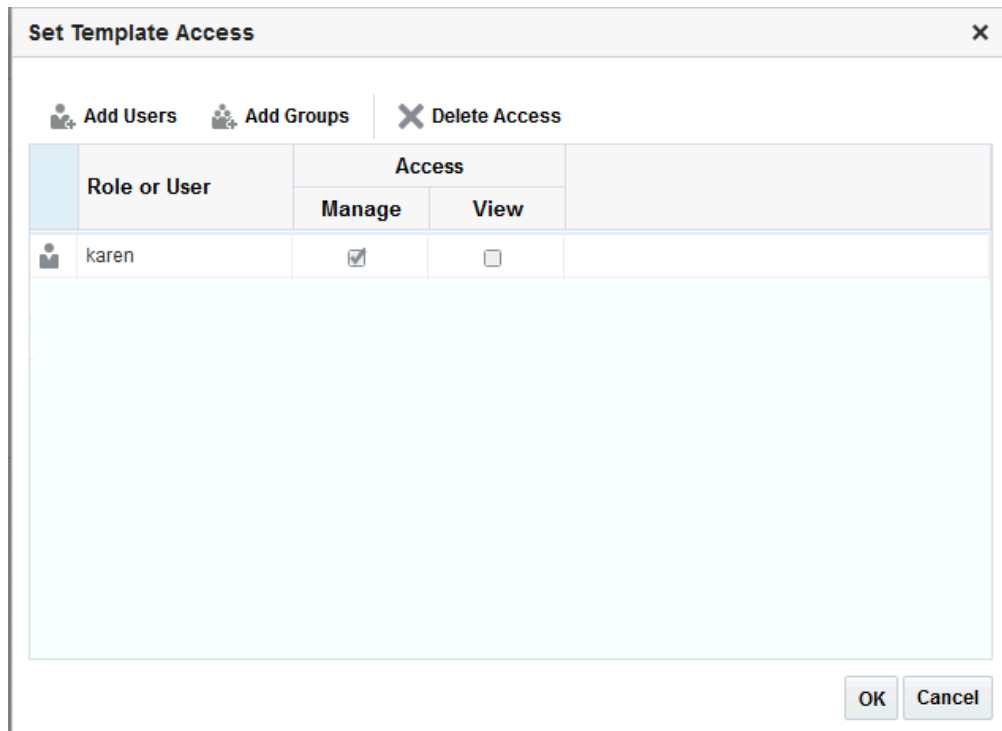 Set Template Access
Add Users Add Groups Delete Access
Role or User Access
Manage View
karen
OK Cancel